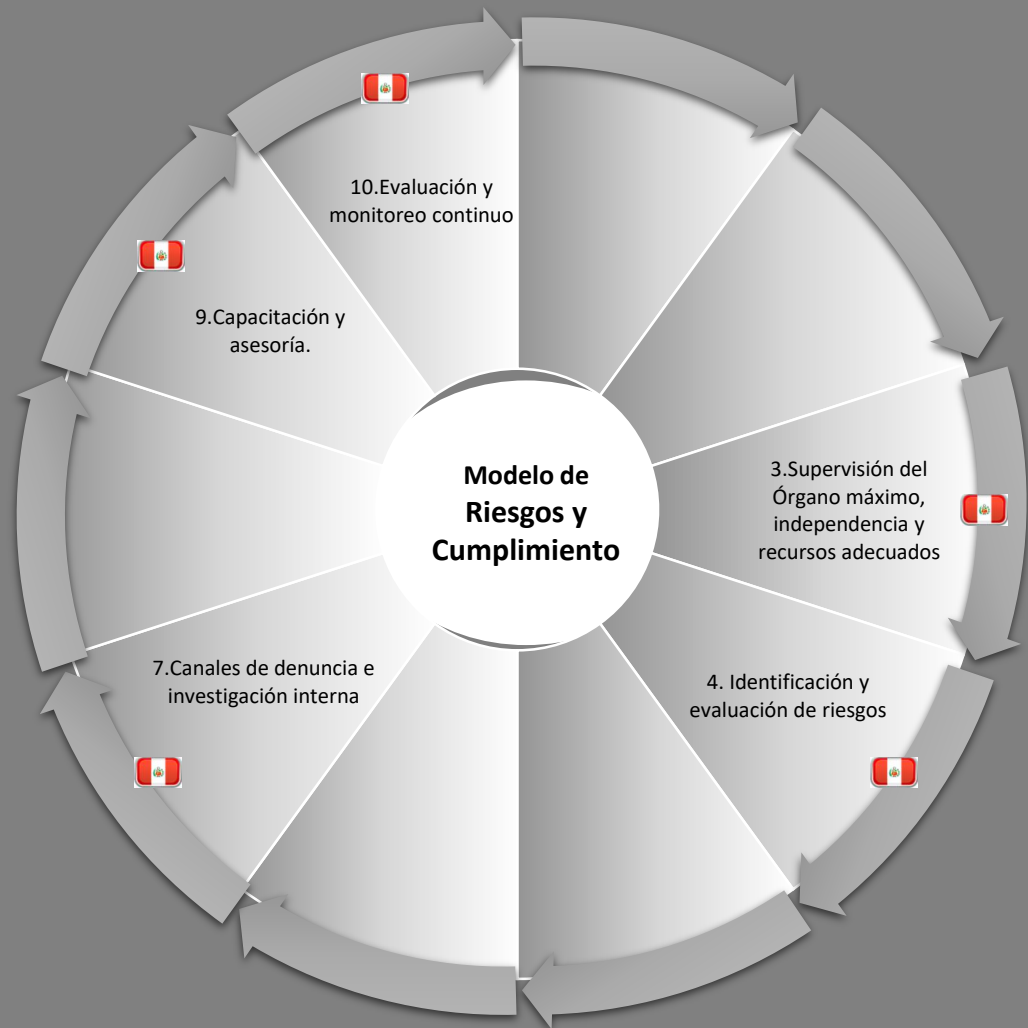 10.Evaluación y
monitoreo continuo
9.Capacitación y
asesoría.
Modelo de
Riesgos y
Cumplimiento
3.Supervisión del
Órgano máximo,
independencia y
recursos adecuados
7.Canales de denuncia e
investigación interna
4. Identificación y
evaluación de riesgos